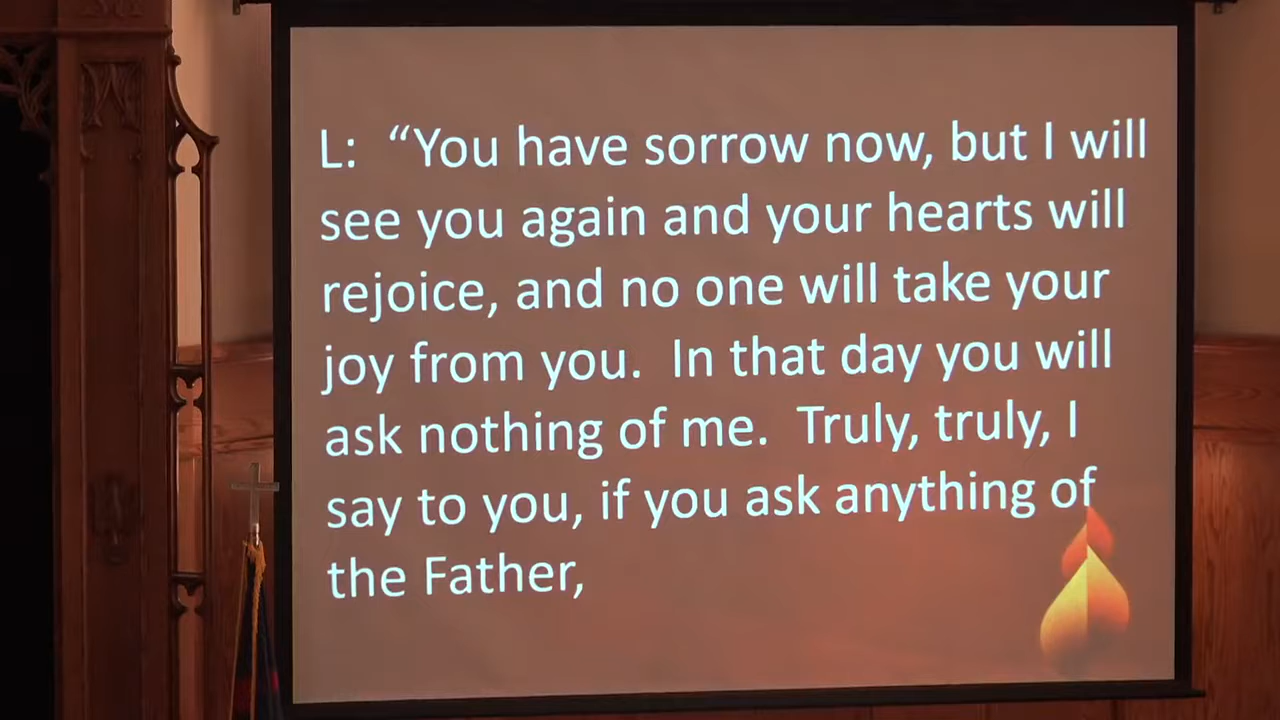 L: “You have sorrow now, but I will
see you again and your hearts will
rejoice, and no one will take your
joy from you. In that day you will
ask nothing of me. Truly, truly, I
say to you, if you ask anything of
the Father,